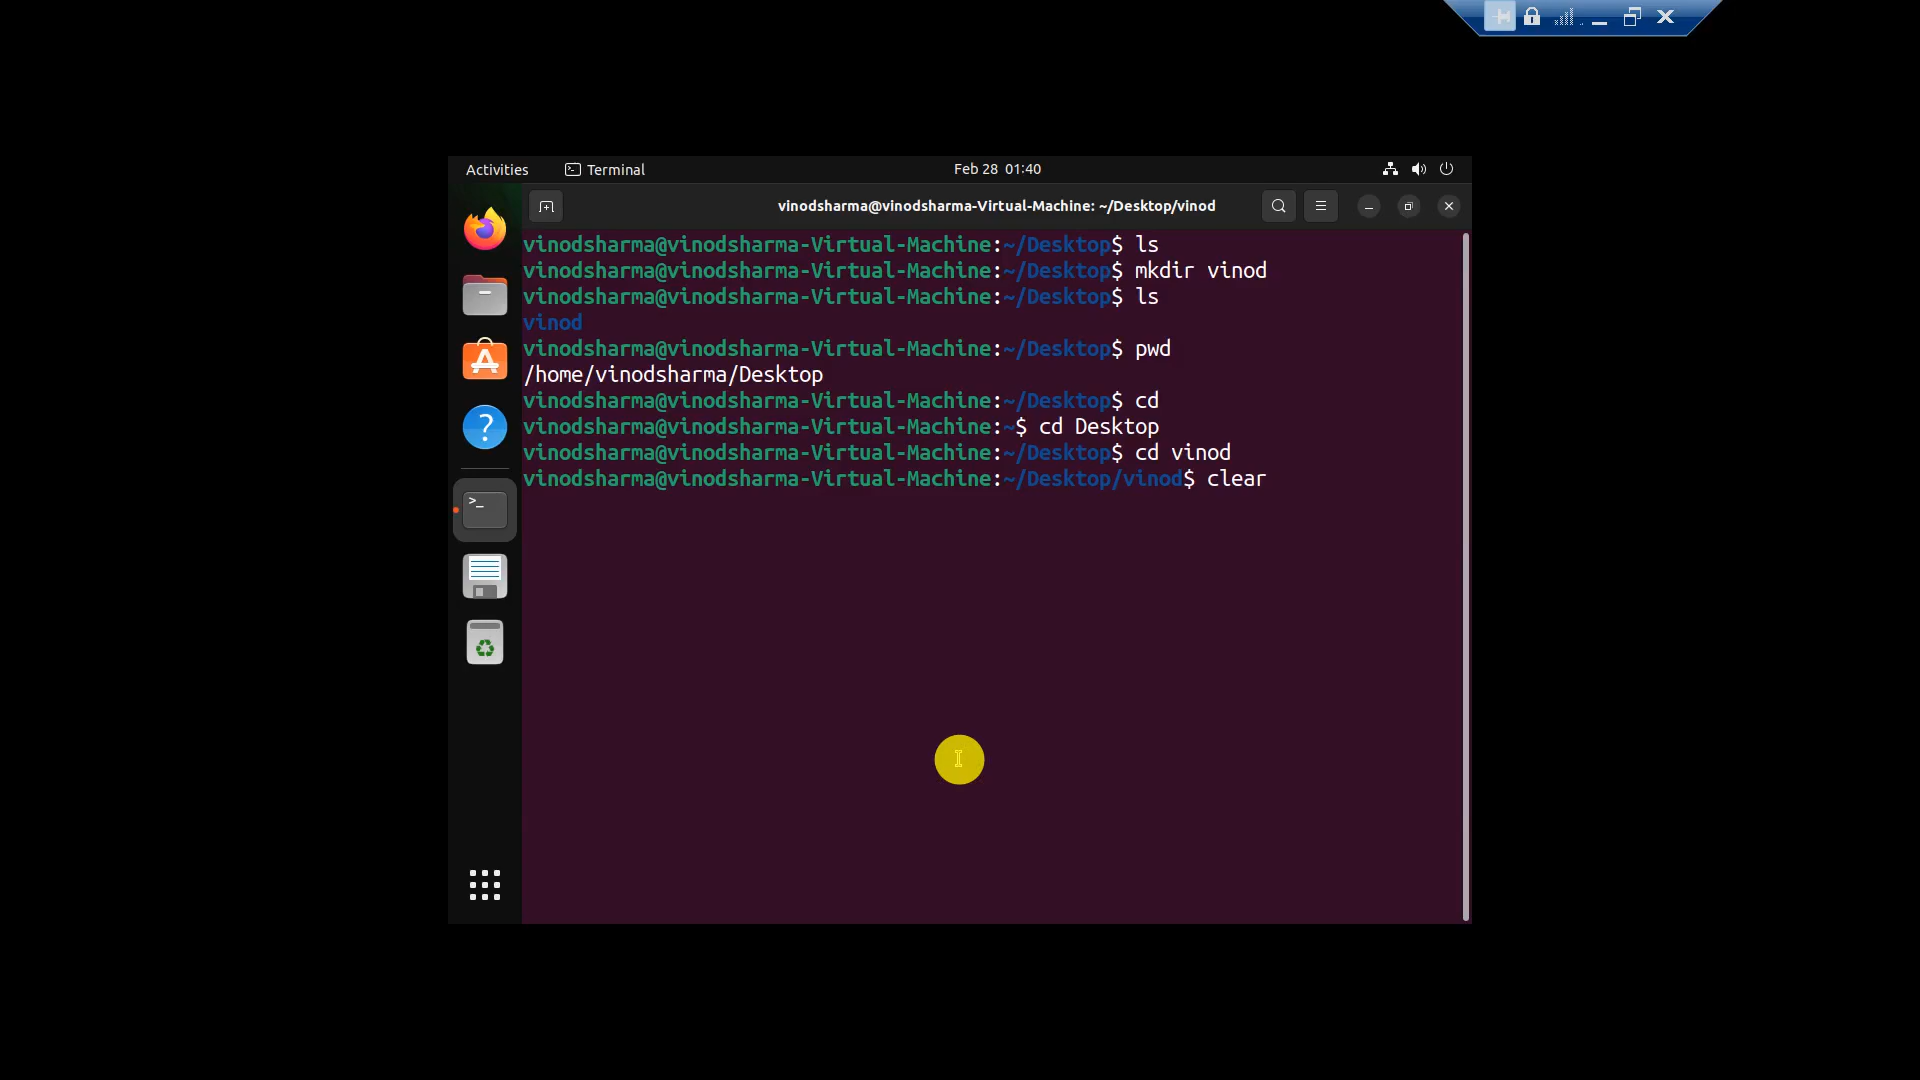 Activities
Terminal
Feb 28 01:40
vinodsharma@vinodsharma-Virtual-Machine: ~/Desktop/vinod
vinodsharma@vinodsharma-Virtual-Machine:~/Desktop$ ls
vinodsharma@vinodsharma-Virtual-Machine:~/Desktop$ mkdir vinod
vinodsharma@vinodsharma-Virtual-Machine:~/Desktop$ ls
vinod
vinodsharma@vinodsharma-Virtual-Machine:~/Desktop$ pwd
/home/vinodsharma/Desktop
vinodsharma@vinodsharma-Virtual-Machine:~/Desktop$ cd
vinodsharma@vinodsharma-Virtual-Machine:~$ cd Desktop
vinodsharma@vinodsharma-Virtual-Machine:~/Desktop$ cd vinod
vinodsharma@vinodsharma-Virtual-Machine:~/Desktop/vinod$ clear